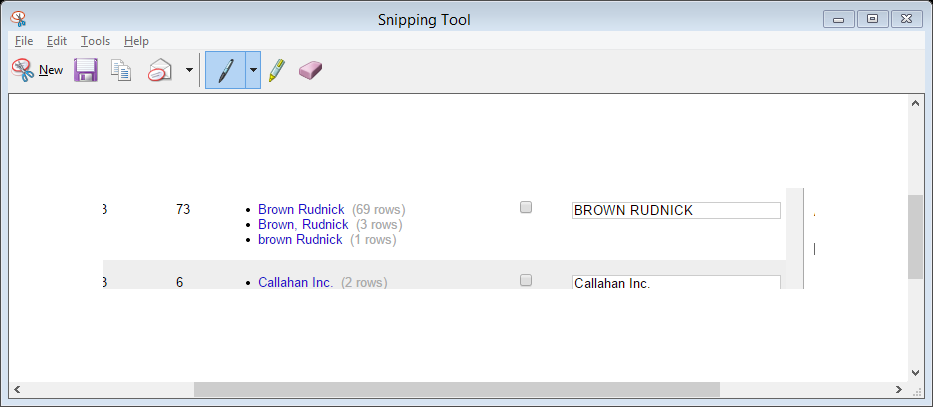 Snipping Tool
File Edit Tools Help
New
3 73 Brown Rudnick (69 rows) BROWN RUDNICK
Brown, Rudnick (3 rows)
brown Rudnick (1 rows)
3 6 Callahan Inc. (2 rows) Callahan Inc.